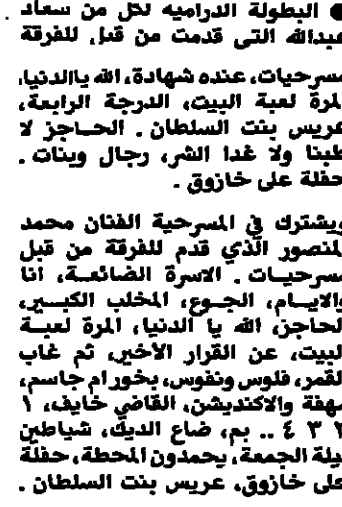 ● البطولة الدراميه لكل من سعاد
عبدالله التى قدمت من قبل للفرقة
مسرحيات، عنده شهادة، الله يالدنيا،
لمرة لعبة البيت، الدرجة الرابعة،
عريس بنت السلطان . الحاجز لا
طبنا ولا غدا الشر، رجال وبنات .
حفلة على خازوق .
ويشترك في المسرحية الفنان محمد
المنصور الذي قدم للفرقة من قبل
مسرحيات . الاسرة الضائعة، انا
والايام، الجوع، المخلب الكبير،
لحاجز، الله يا الدنيا، المرة لعبة
البيت، عن القرار الأخير، ثم غاب
القمر، فلوس ونفوس، بخور ام جاسم،
مهفة والاكنديشن، القاضي خايف، ١
٢ ٣ ٤ .. بم، ضاع الديك، شياطين
ليلة الجمعة، يحمدون المحطة، حفلة
على خازوق، عريس بنت السلطان .